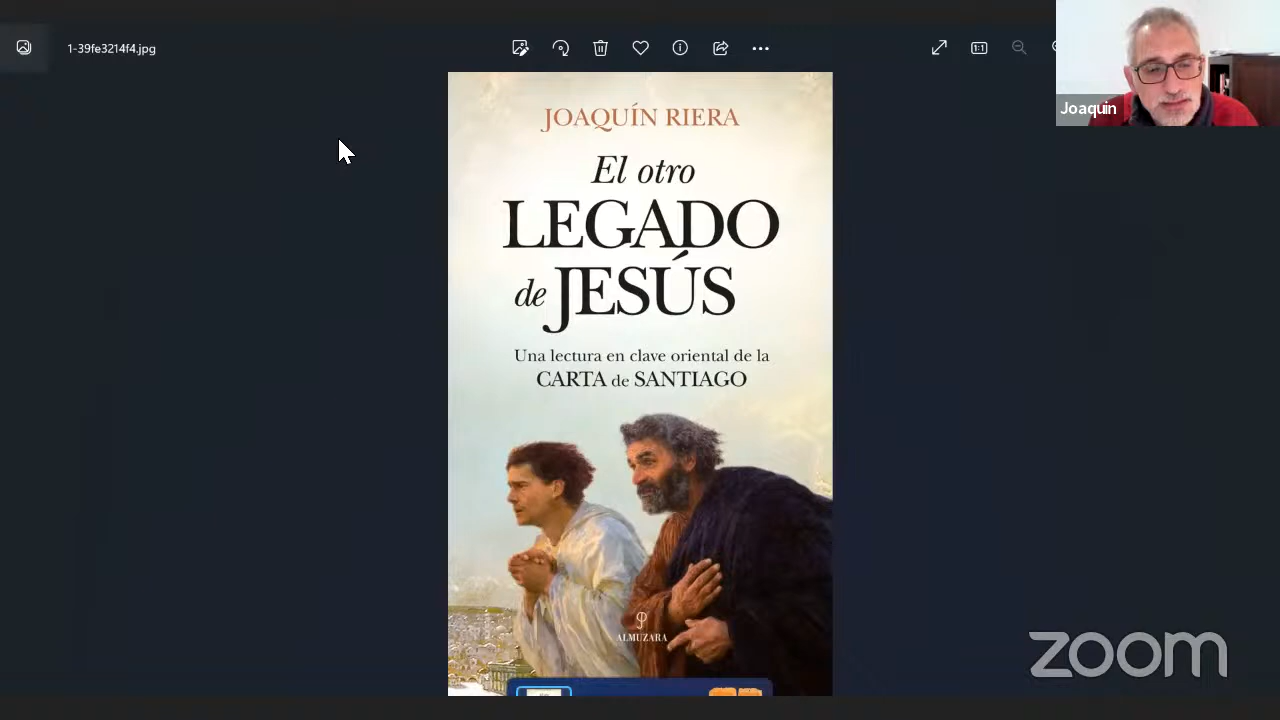 1-39fe3214f4.jpg
Joaquin
JOAQUÍN RIERA
El otro
LEGADO
de JESÚS
Una lectura en clave oriental de la
CARTA de SANTIAGO
ALMUZARA
zoom